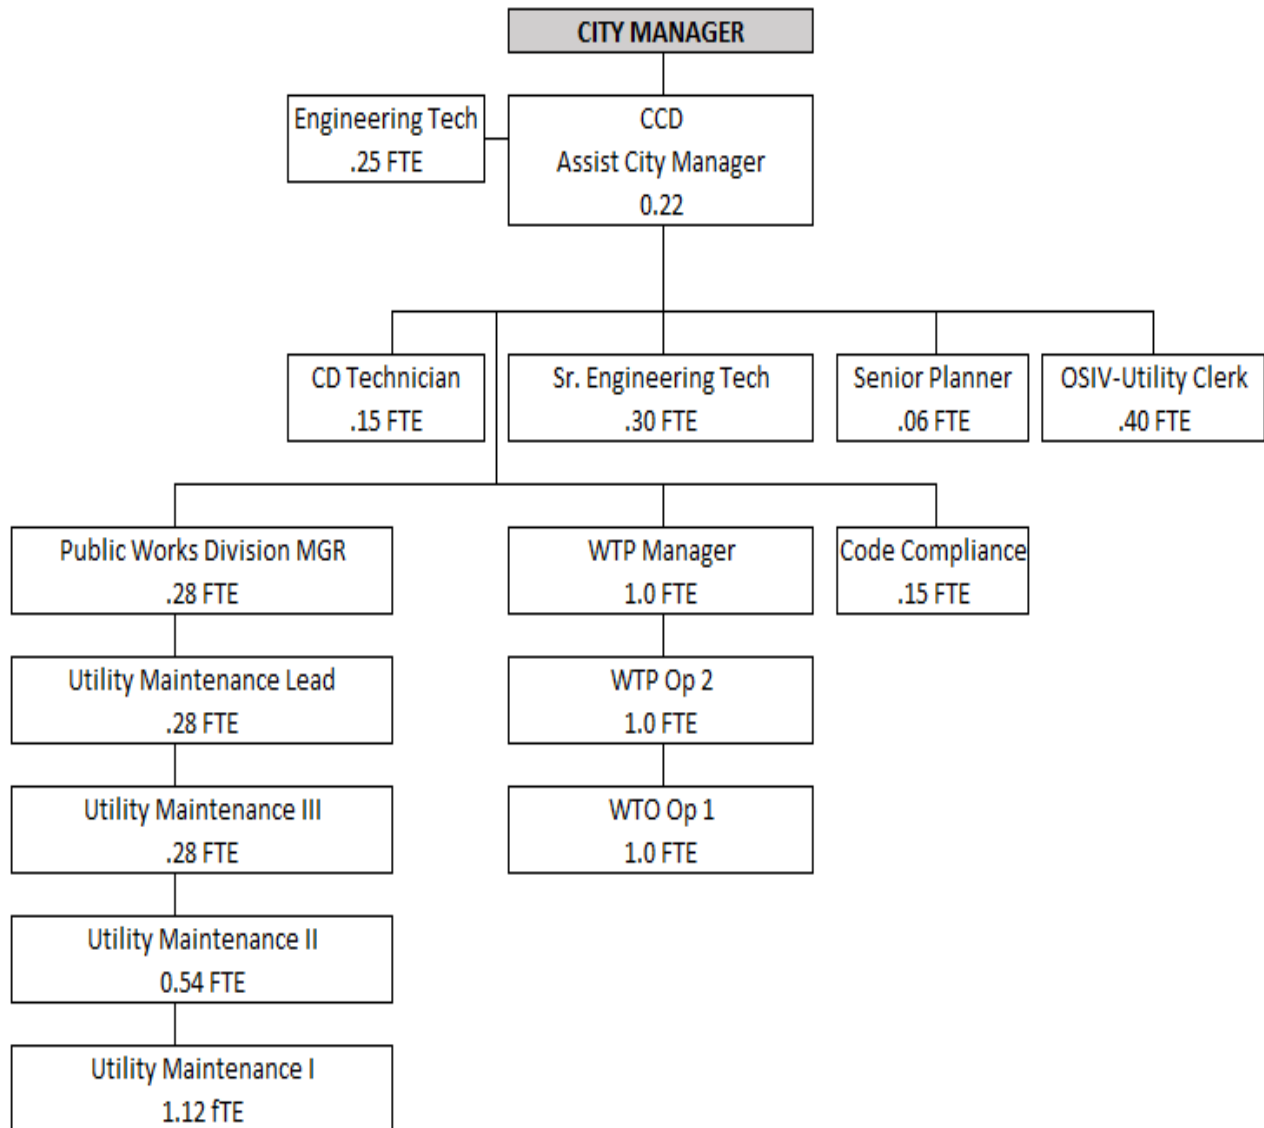 CITY MANAGER
Engineering Tech
.25 FTE
CCD
Assist City Manager
0.22
CD Technician
.15 FTE
Sr. Engineering Tech
.30 FTE
Senior Planner
.06 FTE
OSIV-Utility Clerk
.40 FTE
Public Works Division MGR
.28 FTE
WTP Manager
1.0 FTE
Code Compliance
.15 FTE
Utility Maintenance Lead
.28 FTE
WTP Op 2
1.0 FTE
Utility Maintenance III
.28 FTE
WTO Op 1
1.0 FTE
Utility Maintenance II
0.54 FTE
Utility Maintenance I
1.12 fTE